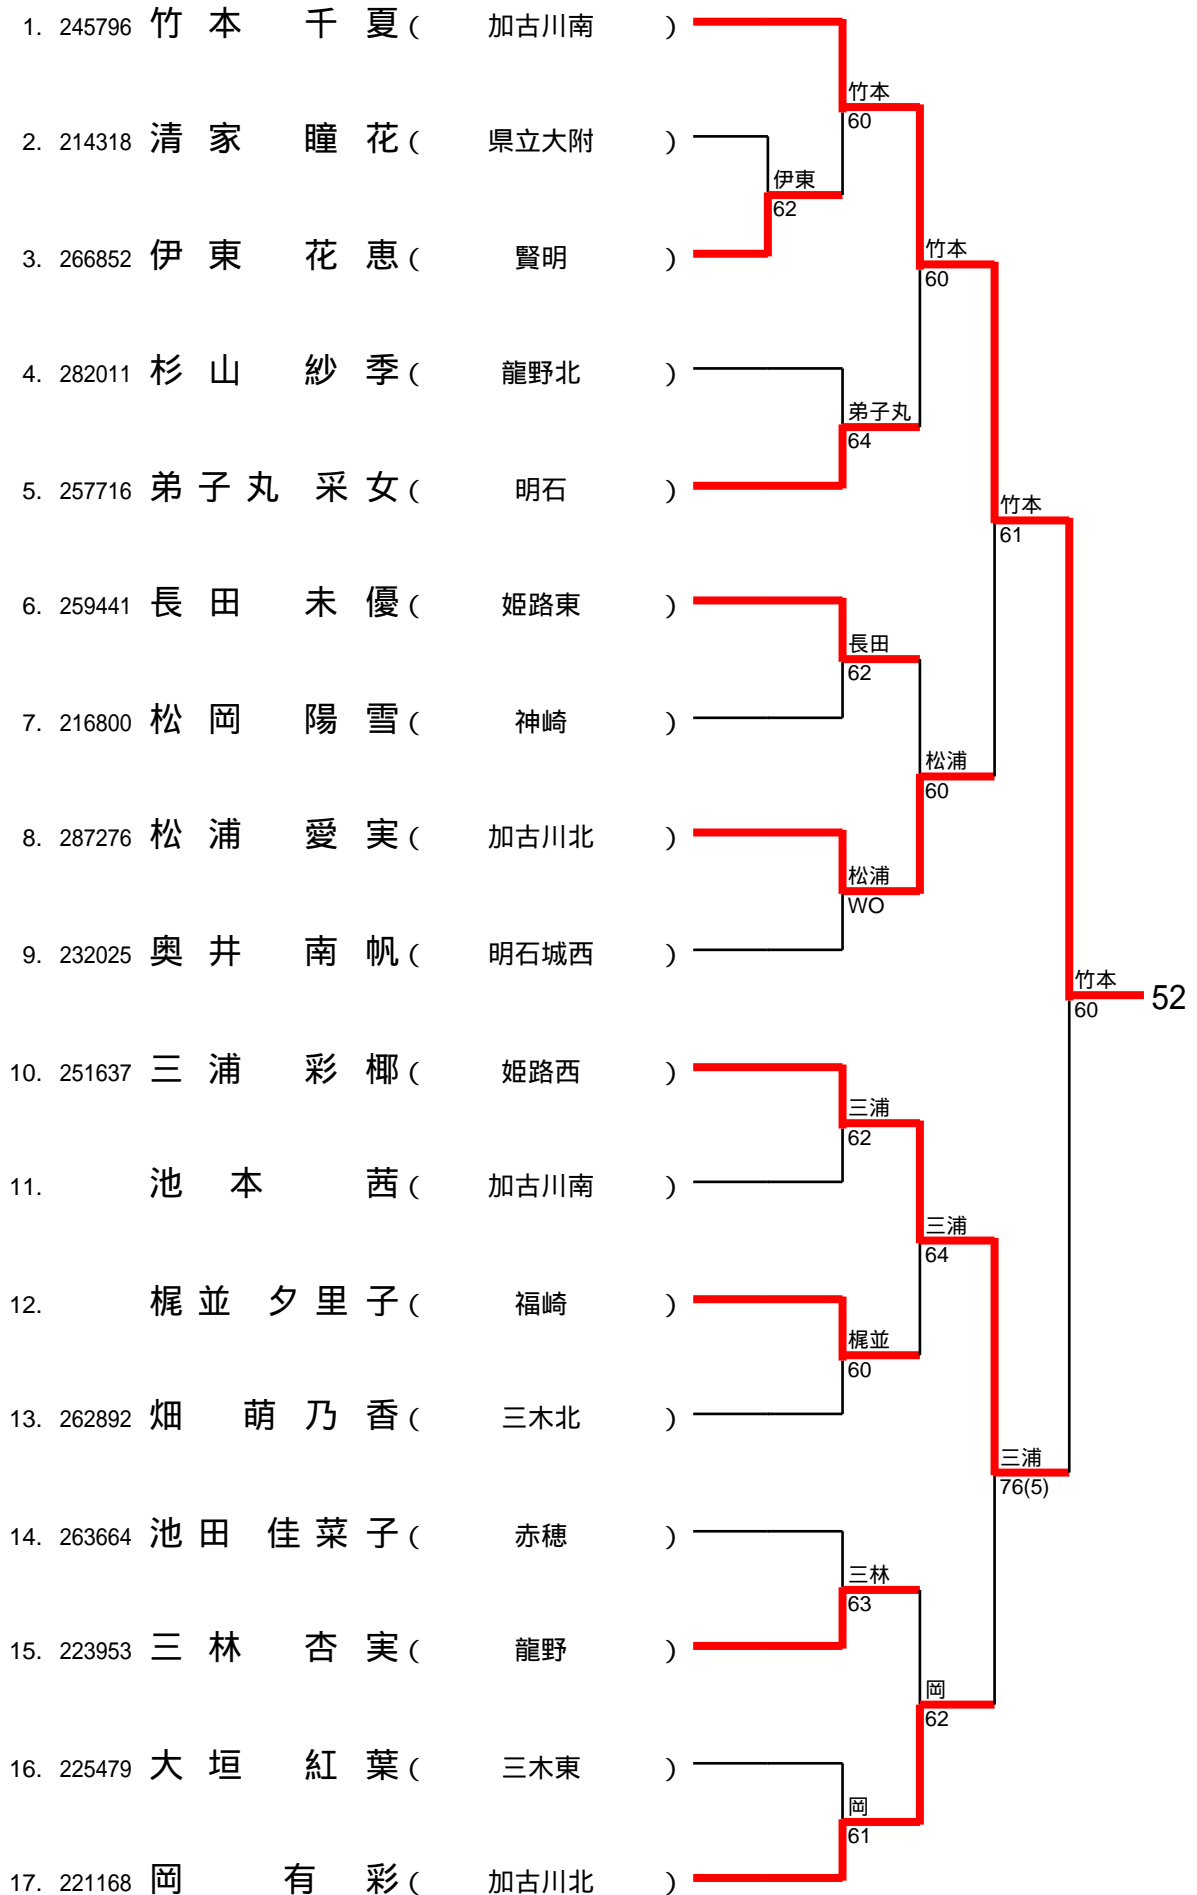 1. 245796 竹本 千夏 ( 加古川南 )
竹本
60
2. 214318 清家 瞳花 ( 県立大附 )
伊東
62
3. 266852 伊東 花恵 ( 賢明 )
竹本
60
4. 282011 杉山 紗季 ( 龍野北 )
弟子丸
64
5. 257716 弟子丸 采女 ( 明石 )
竹本
61
6. 259441 長田 未優 ( 姫路東 )
長田
62
7. 216800 松岡 陽雪 ( 神崎 )
松浦
60
8. 287276 松浦 愛実 ( 加古川北 )
松浦
WO
9. 232025 奥井 南帆 ( 明石城西 )
竹本
60
52
10. 251637 三浦 彩椰 ( 姫路西 )
三浦
62
11. 池本 茜 ( 加古川南 )
三浦
64
12. 梶並 夕里子 ( 福崎 )
梶並
60
13. 262892 畑 萌乃香 ( 三木北 )
三浦
76(5)
14. 263664 池田 佳菜子 ( 赤穂 )
三林
63
15. 223953 三林 杏実 ( 龍野 )
岡
62
16. 225479 大垣 紅葉 ( 三木東 )
岡
61
17. 221168 岡 有彩 ( 加古川北 )